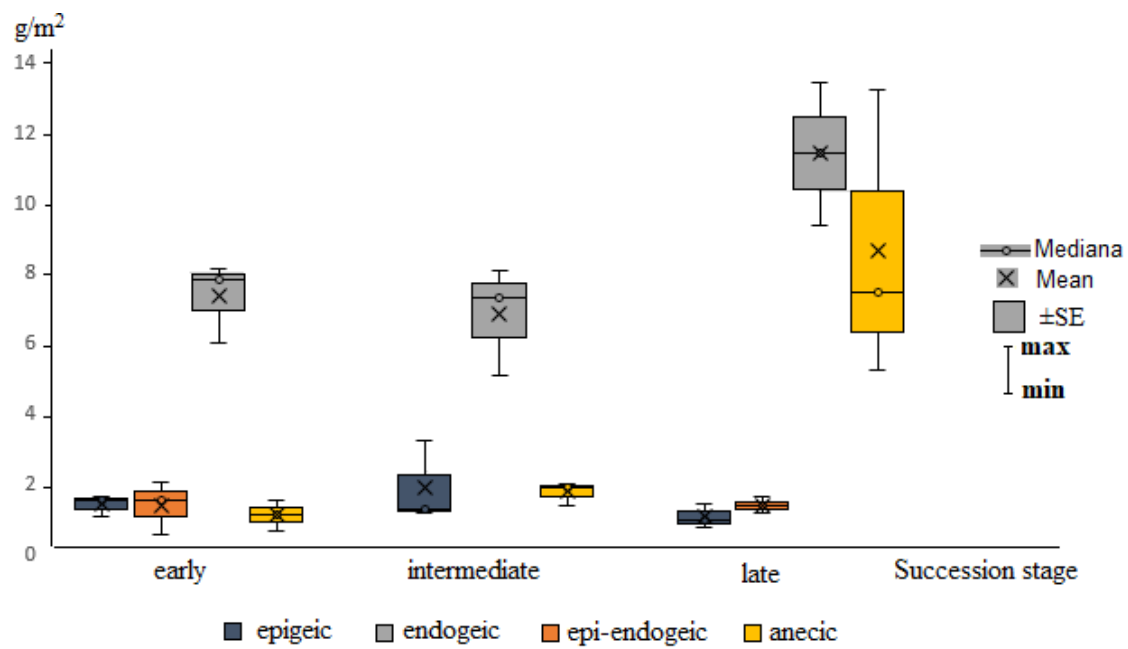 g/m²
14
12
10
8
6
4
2
0
Mediana
Mean
±SE
max
min
early intermediate late Succession stage
epigeic endogeic epi-endogeic anecic